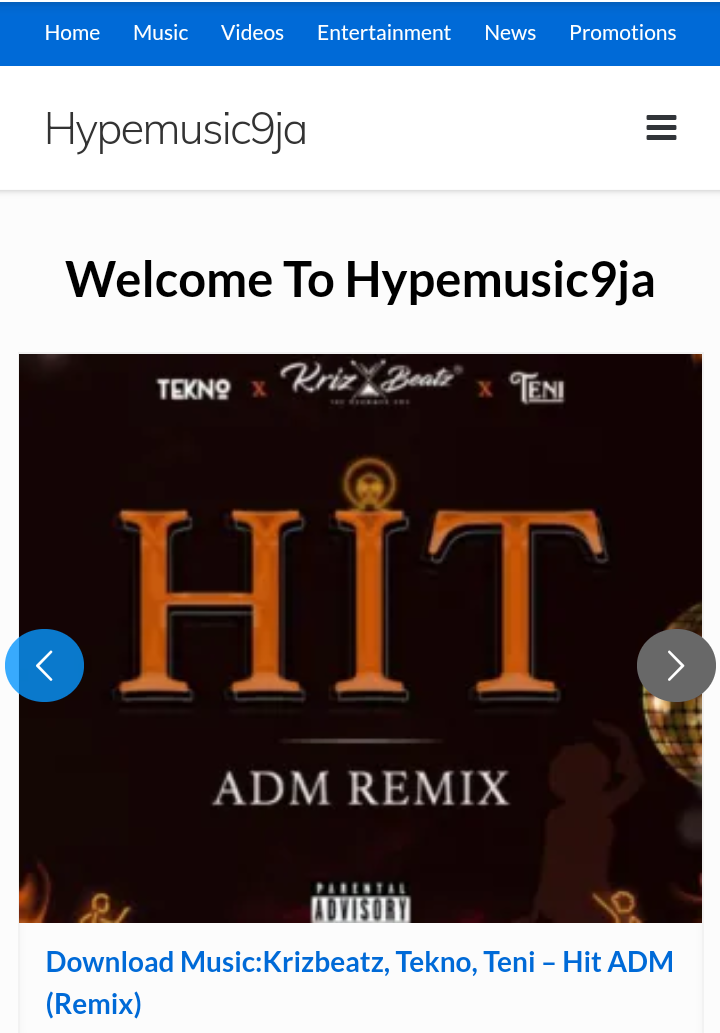 Home Music Videos Entertainment News Promotions
Hypemusic9ja
Welcome To Hypemusic9ja
TEKNO X Kriz Beatz X TENI
HIT
ADM REMIX
PARENTAL
ADVISORY
Download Music:Krizbeatz, Tekno, Teni – Hit ADM
(Remix)